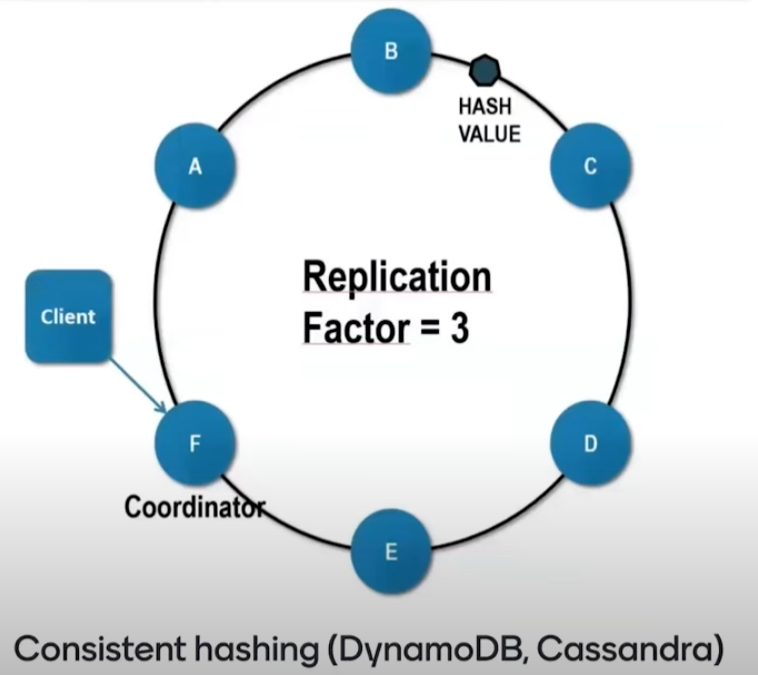 B
HASH
VALUE
A
C
Replication
Factor = 3
Client
F
D
Coordinator
E
Consistent hashing (DynamoDB, Cassandra)